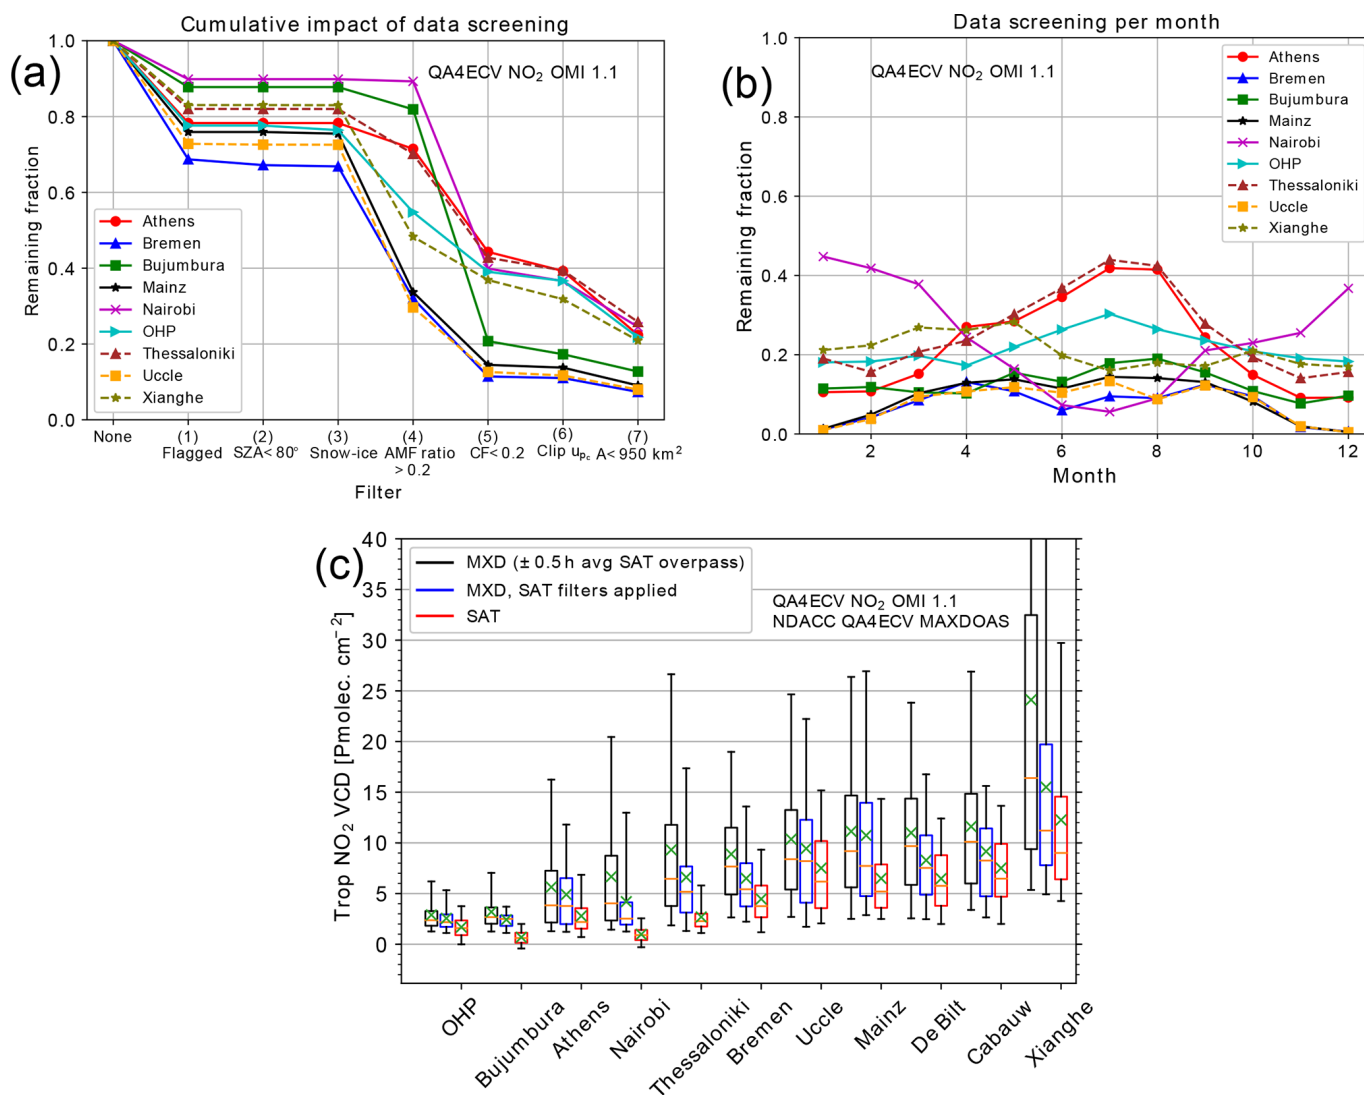 Cumulative impact of data screening
(a)
QA4ECV NO₂ OMI 1.1
Remaining fraction
1.0
0.8
0.6
0.4
0.2
0.0
Athens
Bremen
Bujumbura
Mainz
Nairobi
OHP
Thessaloniki
Uccle
Xianghe
None
(1)
Flagged
(2)
SZA< 80°
(3)
Snow-ice
(4)
AMF ratio
> 0.2
(5)
CF< 0.2
(6)
Clip u_pc
(7)
A< 950 km²
Filter
Data screening per month
(b)
QA4ECV NO₂ OMI 1.1
Remaining fraction
1.0
0.8
0.6
0.4
0.2
0.0
Athens
Bremen
Bujumbura
Mainz
Nairobi
OHP
Thessaloniki
Uccle
Xianghe
2
4
6
8
10
12
Month
(c)
MXD (± 0.5h avg SAT overpass)
MXD, SAT filters applied
SAT
QA4ECV NO₂ OMI 1.1
NDACC QA4ECV MAXDOAS
Trop NO₂ VCD [Pmolec. cm⁻²]
40
35
30
25
20
15
10
5
0
OHP
Bujumbura
Athens
Nairobi
Thessaloniki
Bremen
Uccle
Mainz
De Bilt
Cabauw
Xianghe